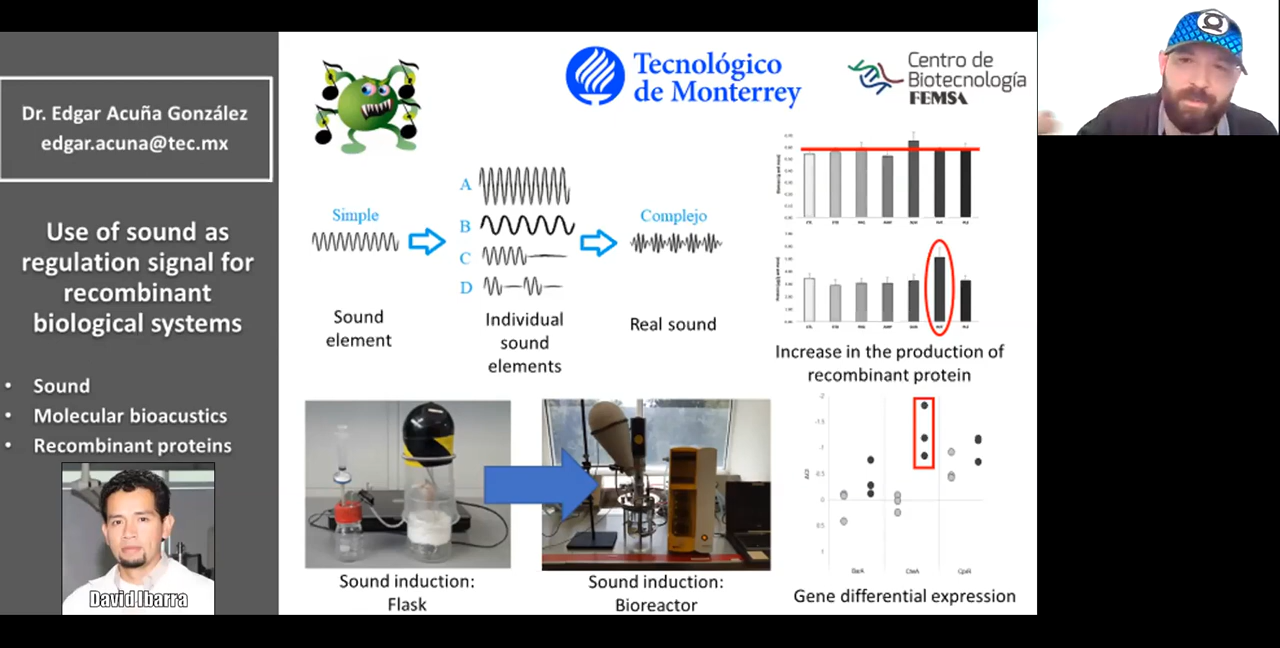 Dr. Edgar Acuña González
edgar.acuna@tec.mx
Use of sound as
regulation signal for
recombinant
biological systems
• Sound
• Molecular bioacustics
• Recombinant proteins
David Ibarra
Tecnológico
de Monterrey
Centro de
Biotecnología
FEMSA
Simple
A
B
C
D
Complejo
Sound
element
Individual
sound
elements
Real sound
Increase in the production of
recombinant protein
Sound induction:
Flask
Sound induction:
Bioreactor
Gene differential expression